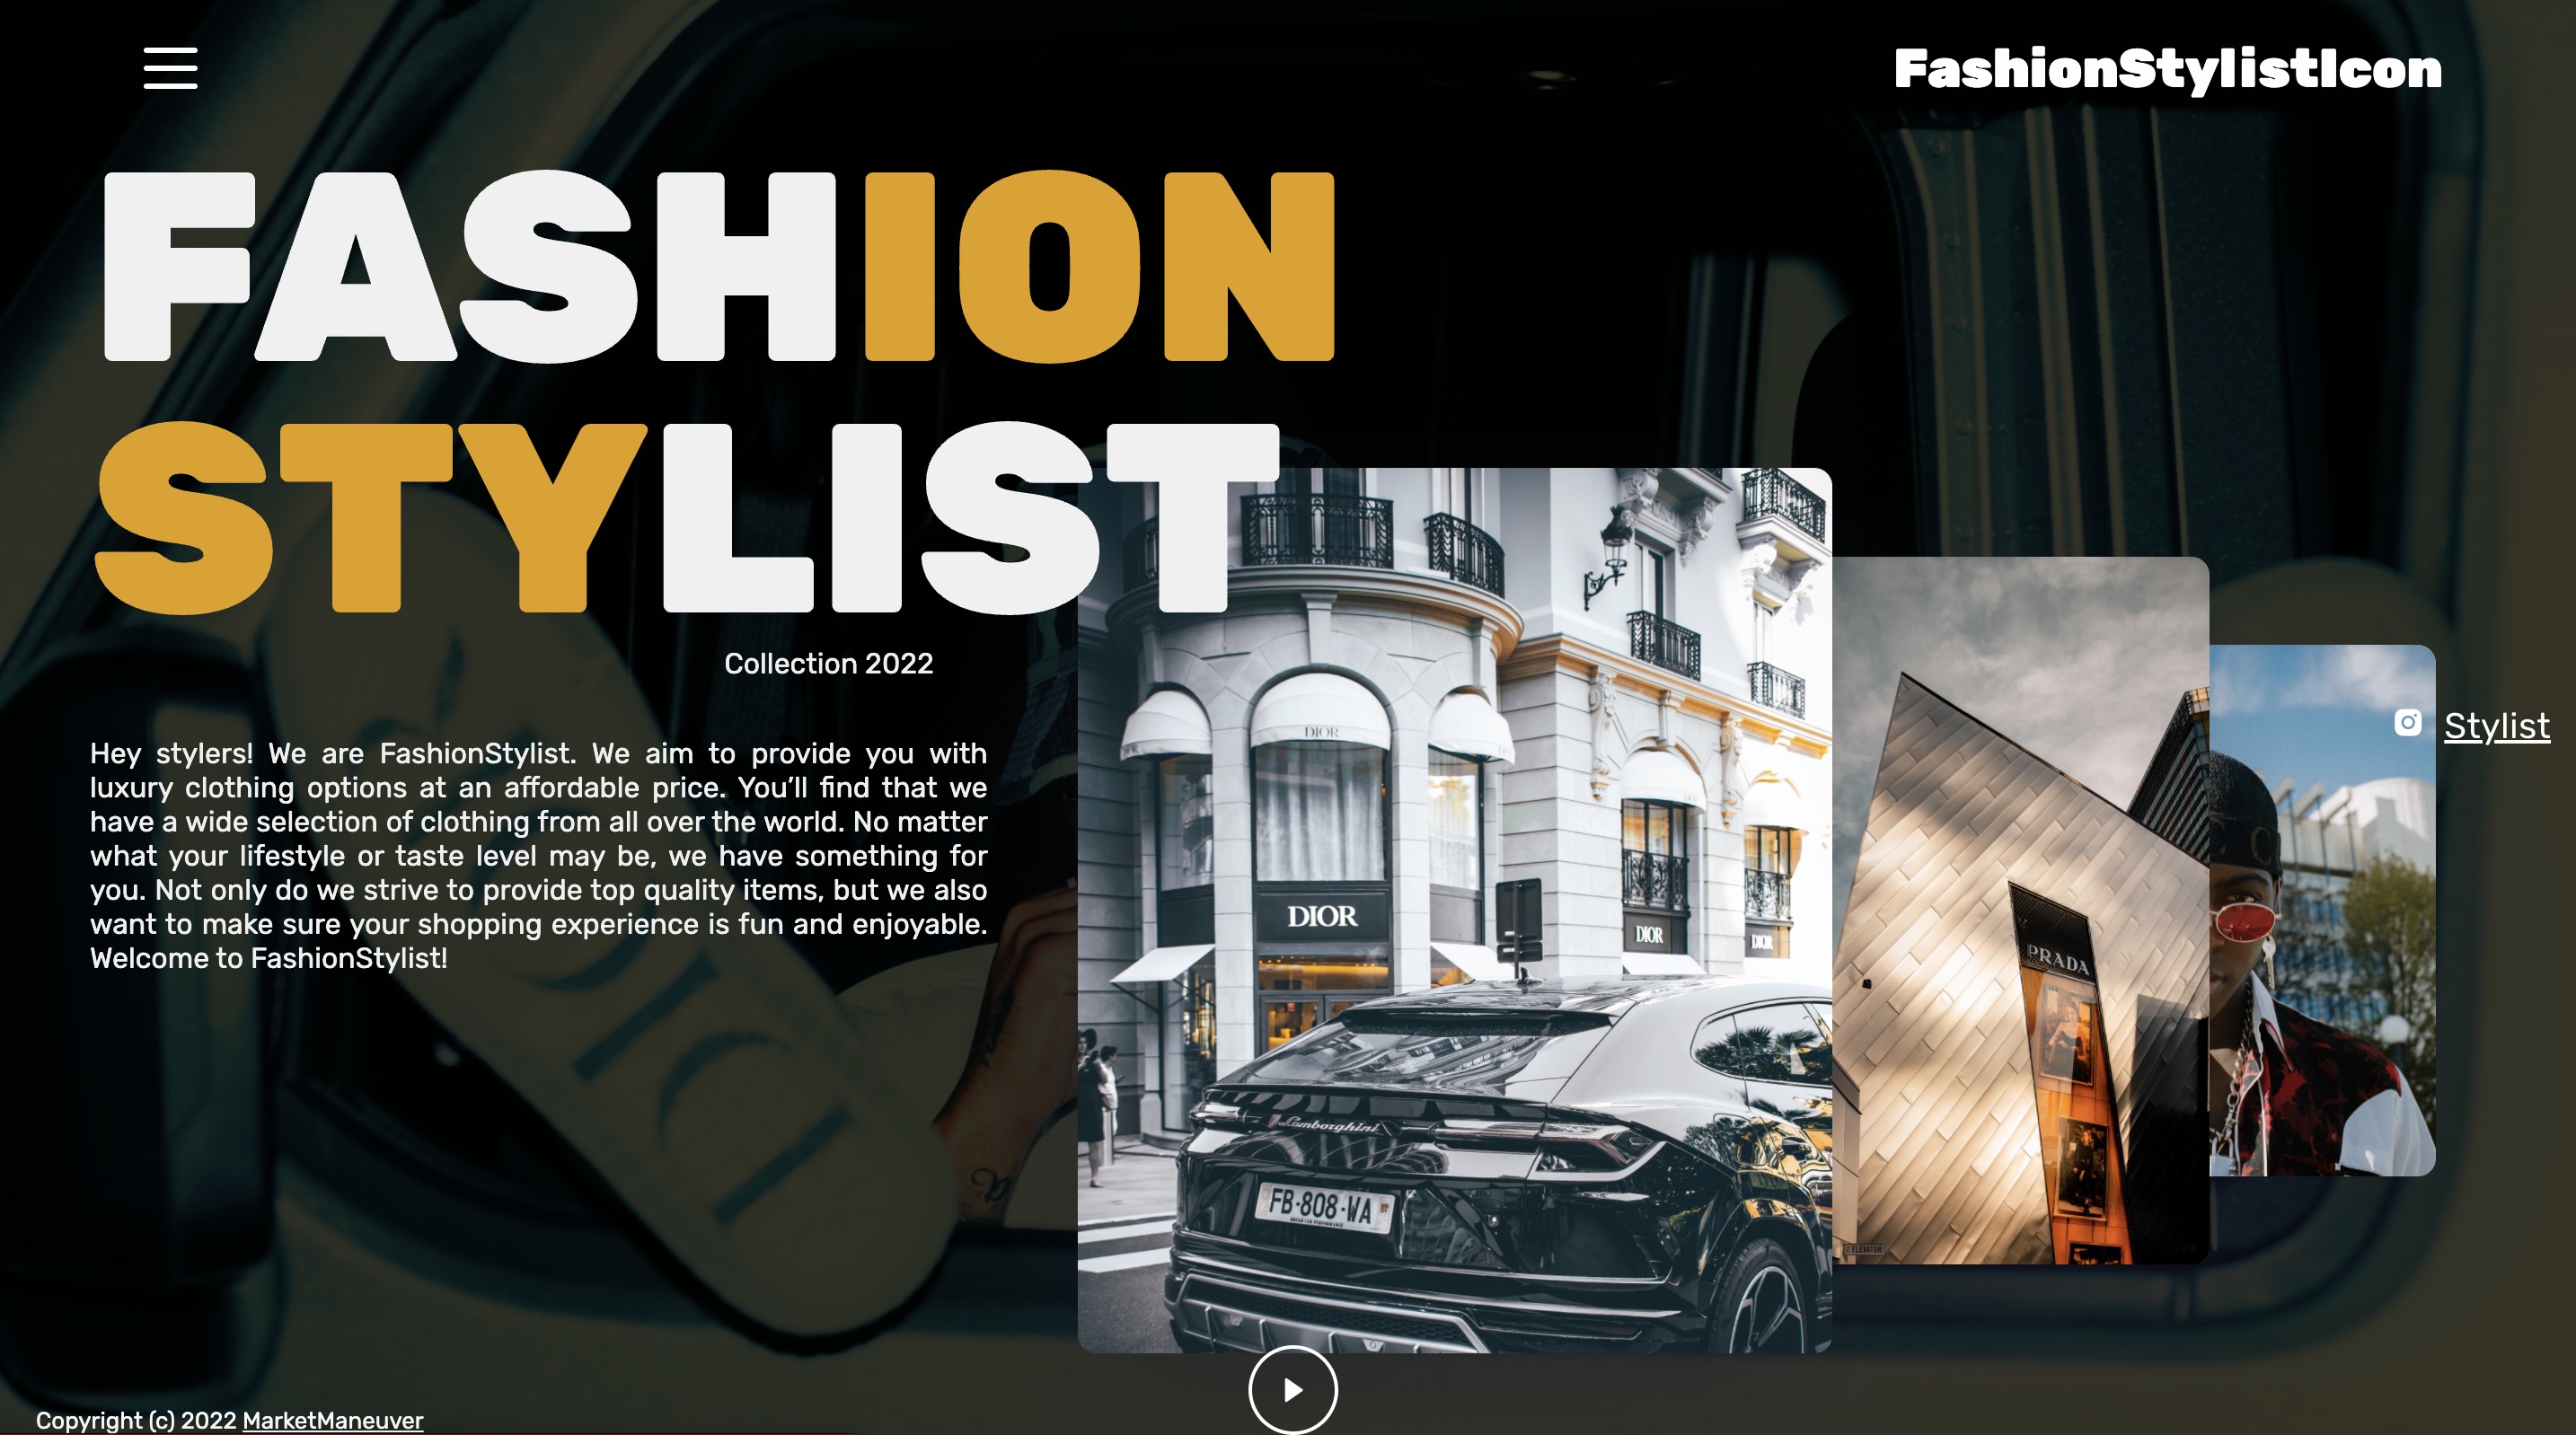 FashionStylistIcon
FASHION
STYLIST
Collection 2022
Hey stylers! We are FashionStylist. We aim to provide you with
luxury clothing options at an affordable price. You’ll find that we
have a wide selection of clothing from all over the world. No matter
what your lifestyle or taste level may be, we have something for
you. Not only do we strive to provide top quality items, but we also
want to make sure your shopping experience is fun and enjoyable.
Welcome to FashionStylist!
DIOR
DIOR
DIOR
DIOR
Lamborghini
FB-808-WA
PRADA
ELEVATOR
Stylist
Copyright (c) 2022 MarketManeuver